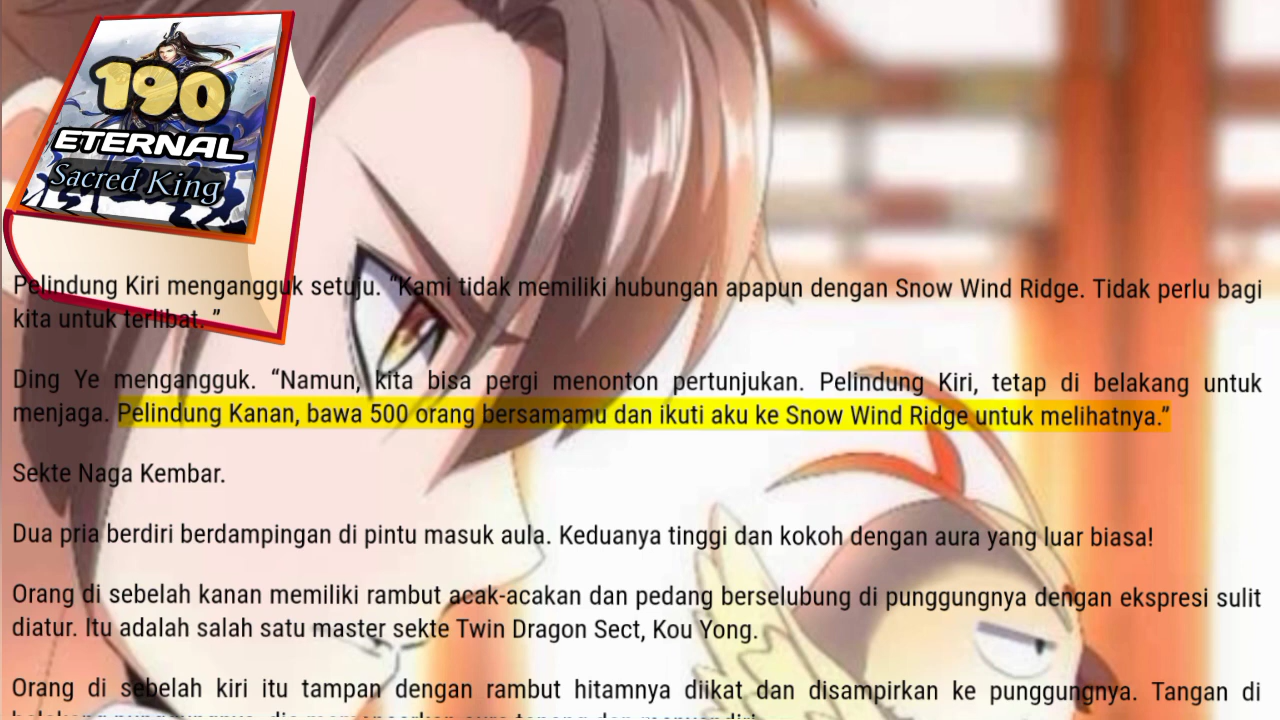 190
ETERNAL
Sacred King
Pelindung Kiri mengangguk setuju. “Kami tidak memiliki hubungan apapun dengan Snow Wind Ridge. Tidak perlu bagi
kita untuk terlibat. ”
Ding Ye mengangguk. “Namun, kita bisa pergi menonton pertunjukan. Pelindung Kiri, tetap di belakang untuk
menjaga. Pelindung Kanan, bawa 500 orang bersamamu dan ikuti aku ke Snow Wind Ridge untuk melihatnya.”
Sekte Naga Kembar.
Dua pria berdiri berdampingan di pintu masuk aula. Keduanya tinggi dan kokoh dengan aura yang luar biasa!
Orang di sebelah kanan memiliki rambut acak-acakan dan pedang berselubung di punggungnya dengan ekspresi sulit
diatur. Itu adalah salah satu master sekte Twin Dragon Sect, Kou Yong.
Orang di sebelah kiri itu tampan dengan rambut hitamnya diikat dan disampirkan ke punggungnya. Tangan di